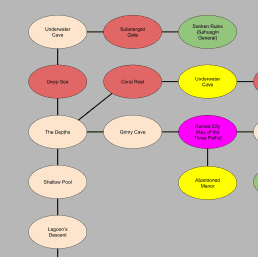 Underwater
Cave
Submerged
Cave
Sunken Ruins
(Sahuagin
General)
Deep Sea
Coral Reef
Underwater
Cave
The Depths
Grimy Cave
Ruined City
[Key of the
Three Paths]
Shallow Pool
Abandoned
Manor
Lagoon's
Descent